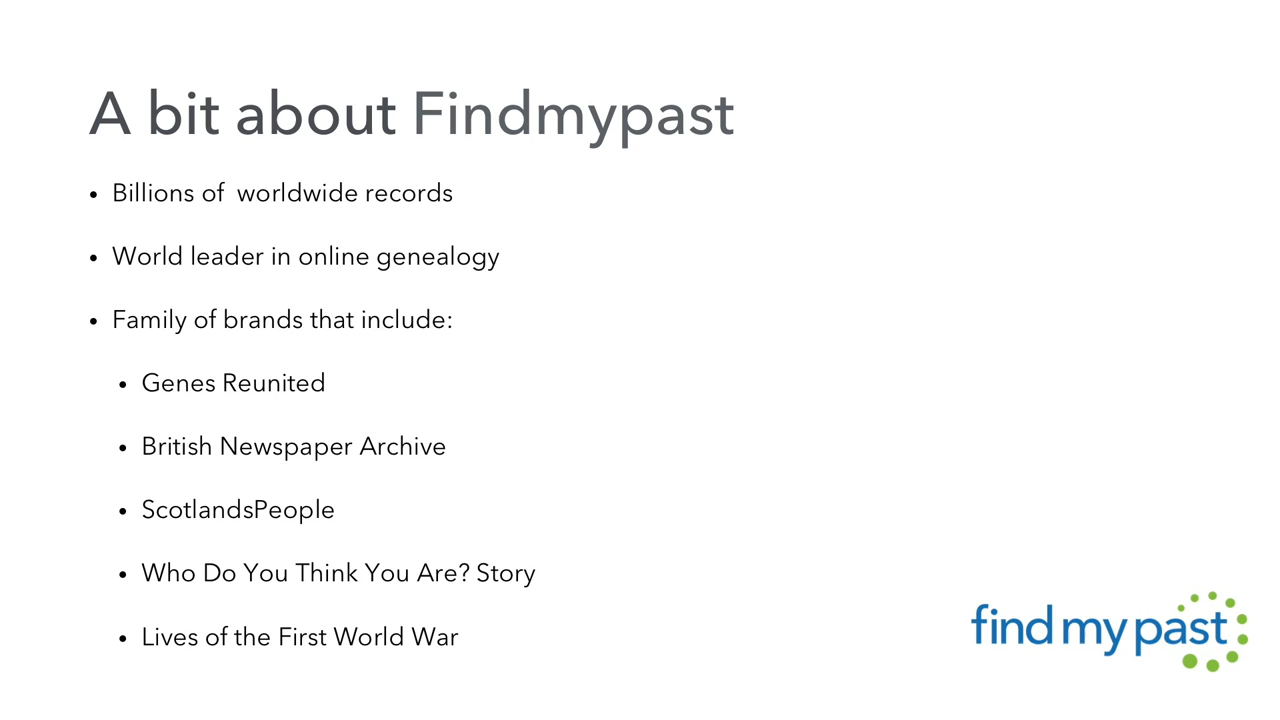 A bit about Findmypast
• Billions of  worldwide records
• World leader in online genealogy
• Family of brands that include:
• Genes Reunited
• British Newspaper Archive
• ScotlandsPeople
• Who Do You Think You Are? Story
• Lives of the First World War
find my past